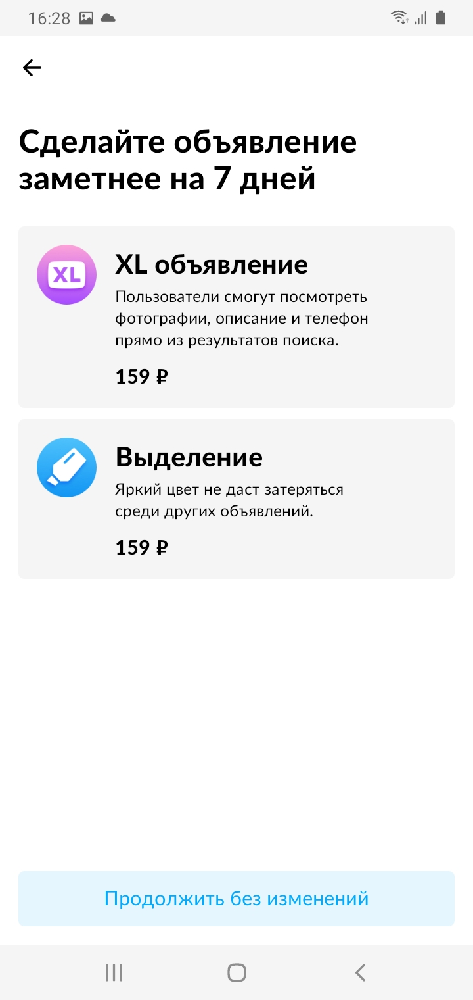 16:28
Сделайте объявление
заметнее на 7 дней
XL
XL объявление
Пользователи смогут посмотреть
фотографии, описание и телефон
прямо из результатов поиска.
159 ₽
Выделение
Яркий цвет не даст затеряться
среди других объявлений.
159 ₽
Продолжить без изменений